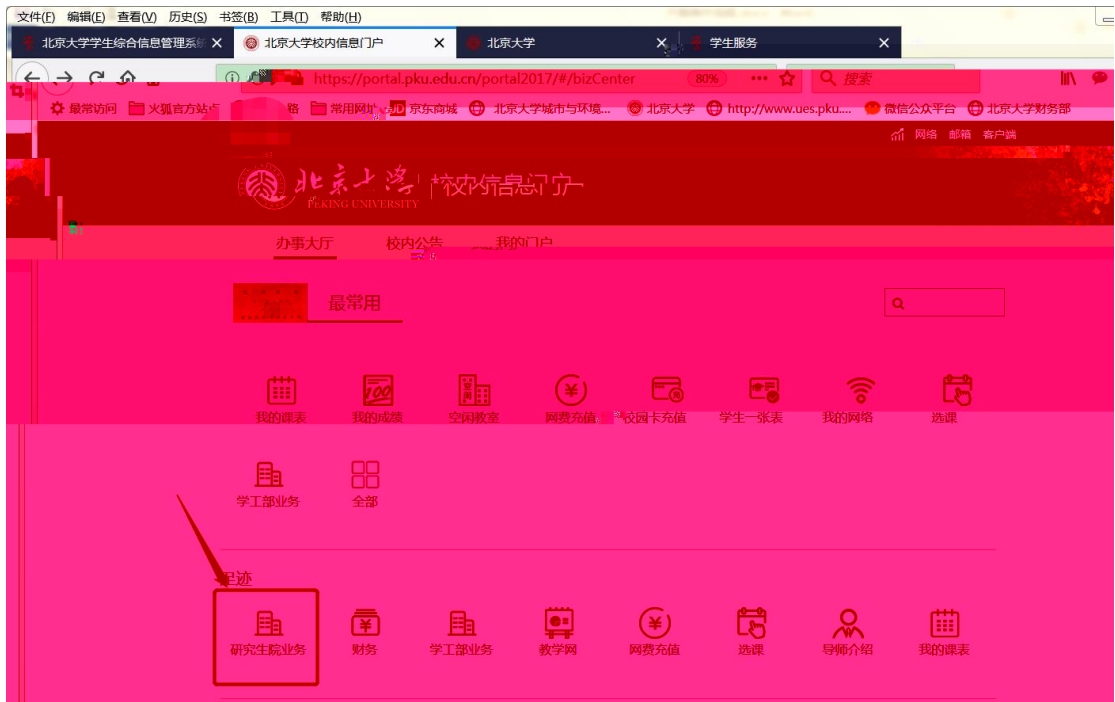 文件(F) 编辑(E) 查看(V) 历史(S) 书签(B) 工具(T) 帮助(H)
北京大学学生综合信息管理系统 北京大学校内信息门户 北京大学 学生服务
https://portal.pku.edu.cn/portal2017/#/bizCenter 80% 搜索
最常访问 火狐官方站点 常用网址 JD 京东商城 北京大学城市与环境... 北京大学 http://www.ues.pku.... 微信公众平台 北京大学财务部
网络 邮箱 客户端
北京大学 校内信息门户
PEKING UNIVERSITY
办事大厅 校内公告 我的门户
最常用
我的课表 我的成绩 空闲教室 网费充值 校园卡充值 学生一张表 我的网络 选课
学工部业务 全部
足迹
研究生院业务 财务 学工部业务 教学网 网费充值 选课 导师介绍 我的课表